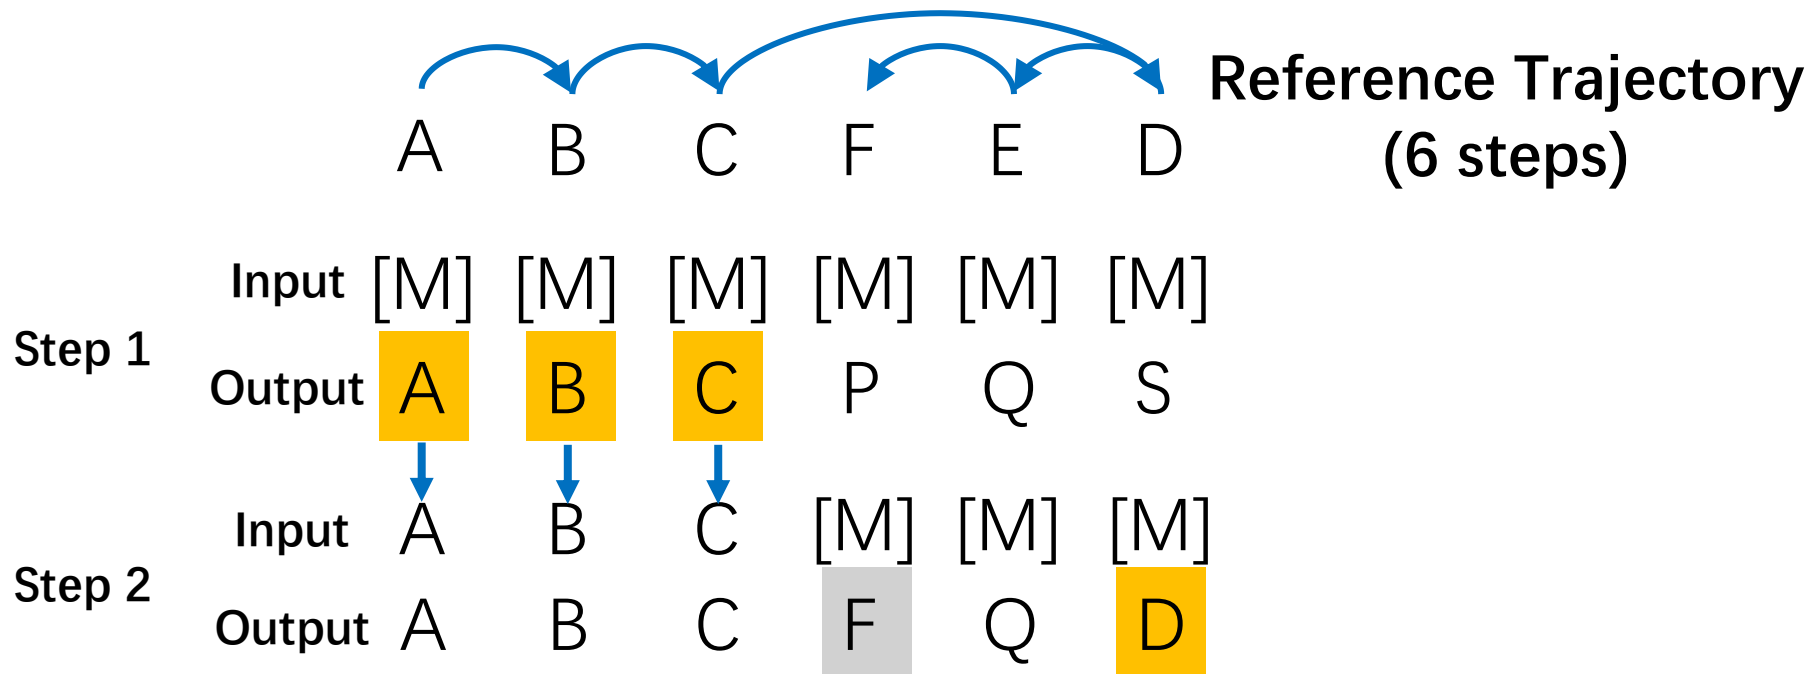 A B C F E D
Reference Trajectory
(6 steps)
Input [M] [M] [M] [M] [M] [M]
Step 1
Output A B C P Q S
Input A B C [M] [M] [M]
Step 2
Output A B C F Q D